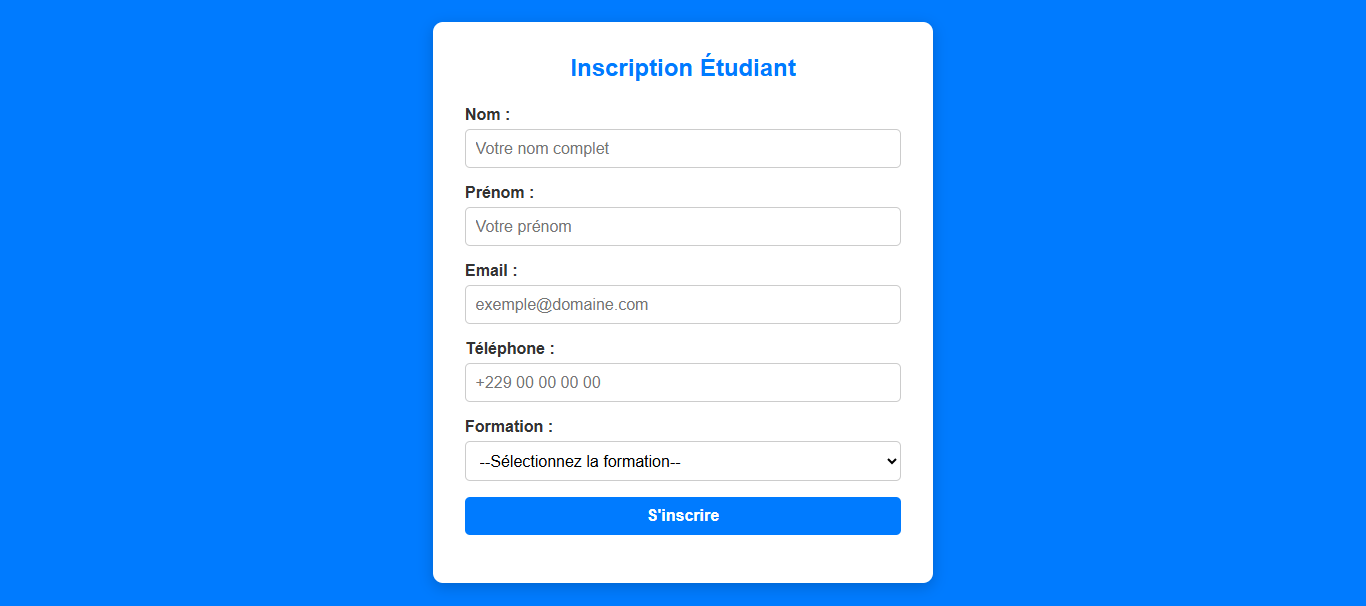 Inscription Étudiant
Nom :
Votre nom complet
Prénom :
Votre prénom
Email :
exemple@domaine.com
Téléphone :
+229 00 00 00 00
Formation :
--Sélectionnez la formation--
S'inscrire